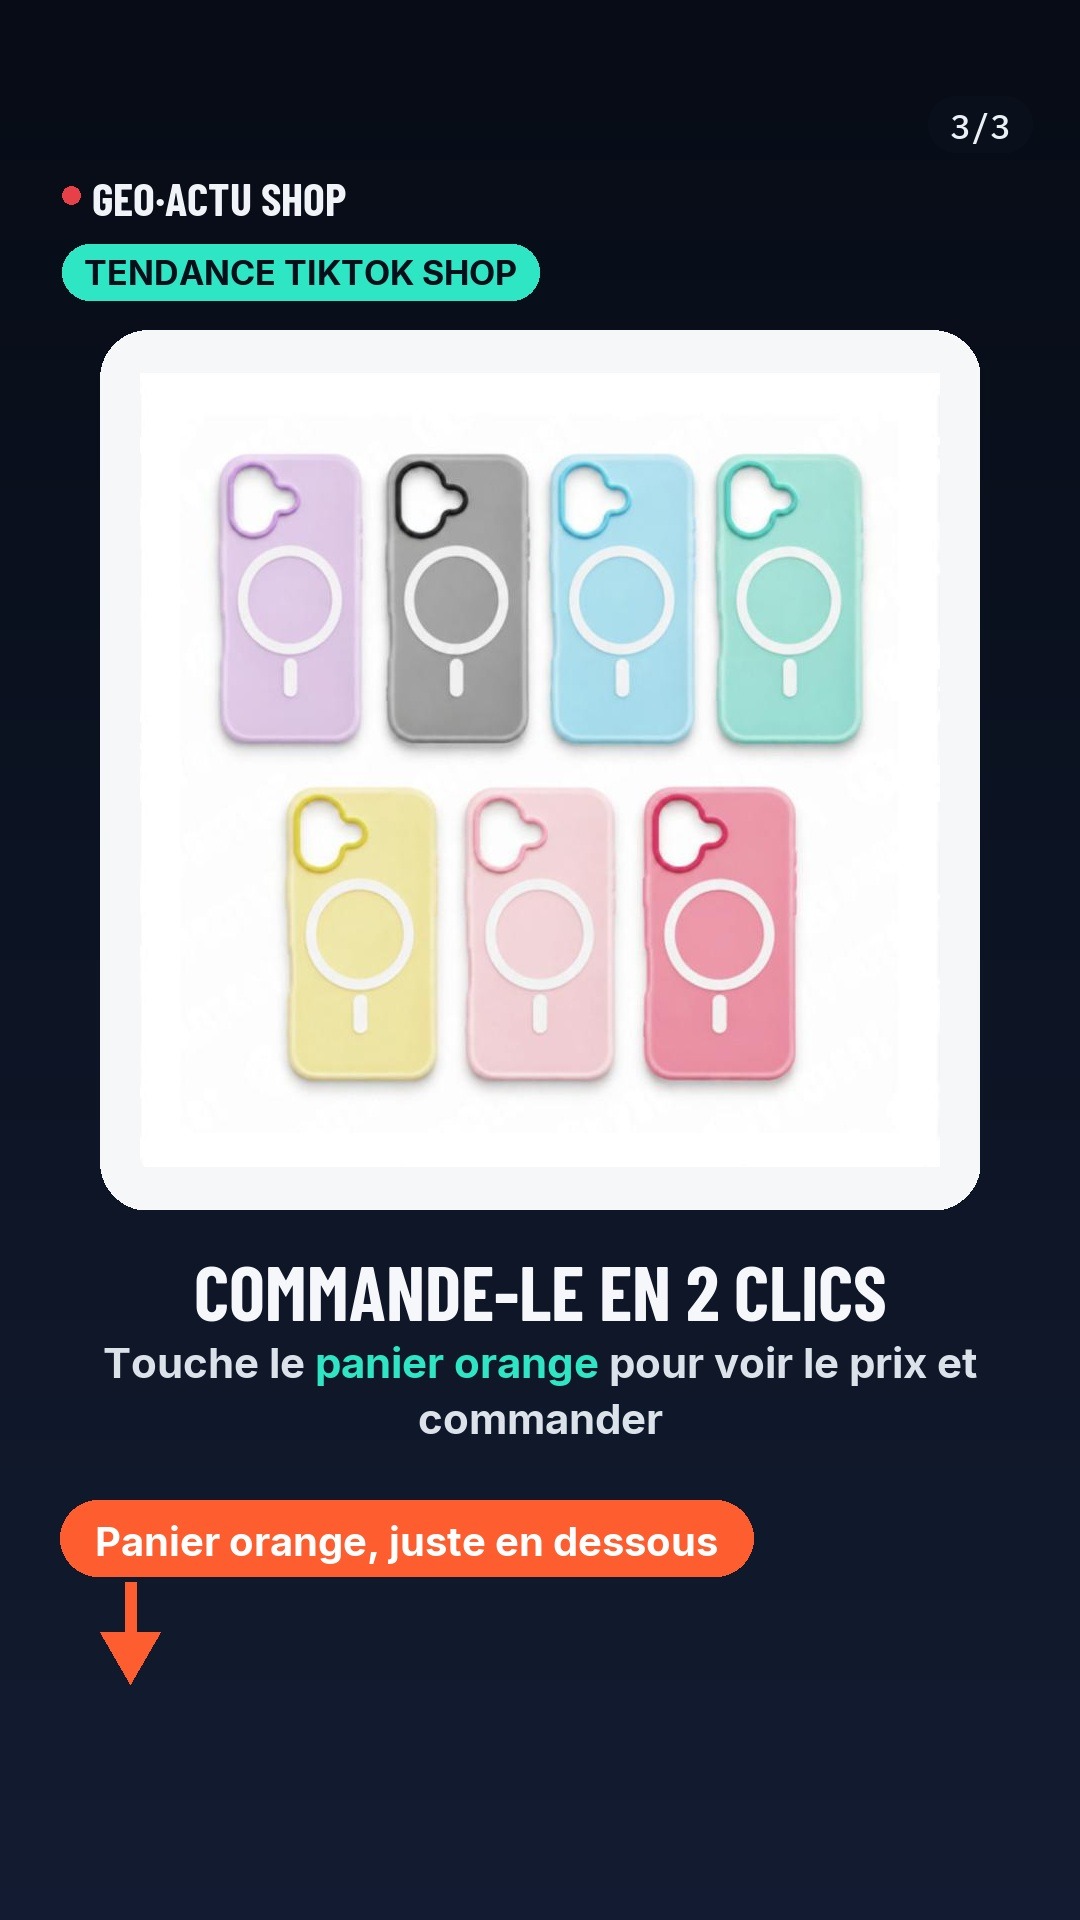 3/3
GEO·ACTU SHOP
TENDANCE TIKTOK SHOP
COMMANDE-LE EN 2 CLICS
Touche le panier orange pour voir le prix et
commander
Panier orange, juste en dessous